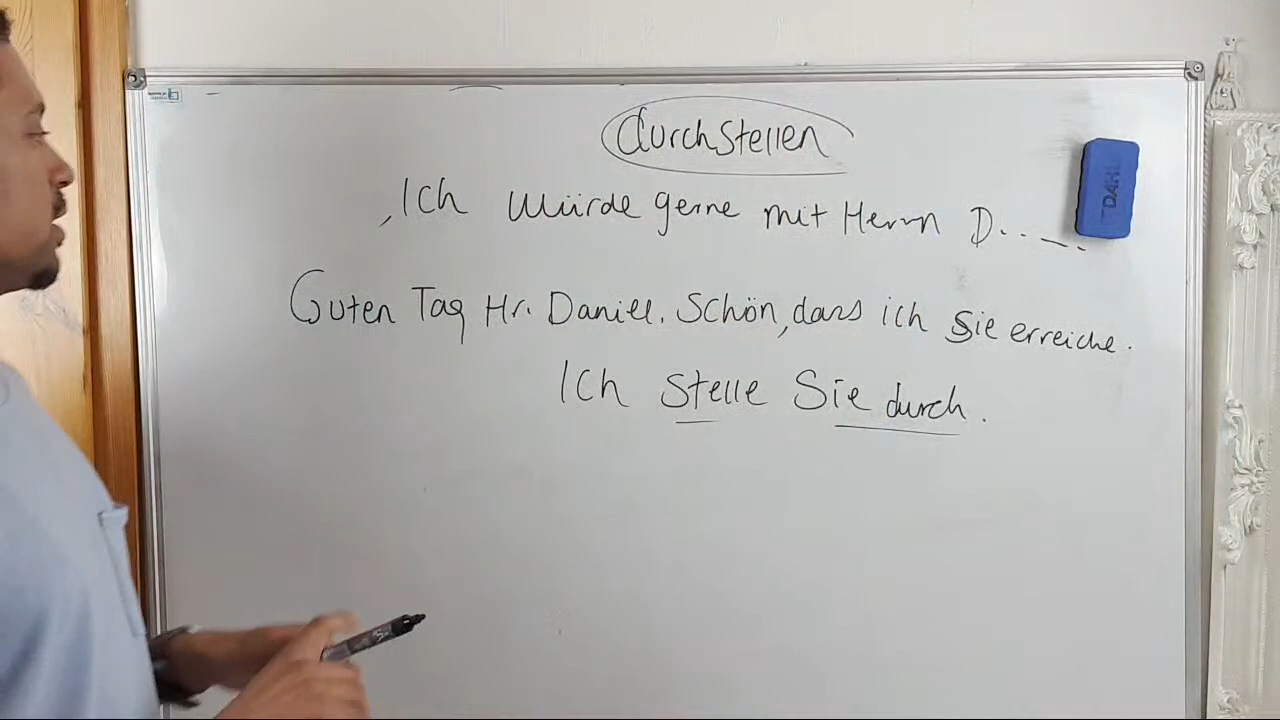 durchstellen
, Ich würde gerne mit Herrn D.. _ .
Guten Tag Hr. Daniel. Schön, dass ich Sie erreiche.
Ich stelle Sie durch.
DAHLE